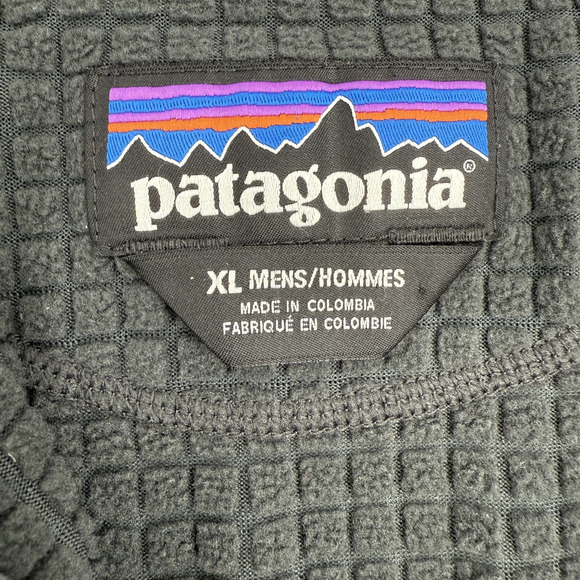 patagonia®
XL MENS/HOMMES
MADE IN COLOMBIA
FABRIQUÉ EN COLOMBIE